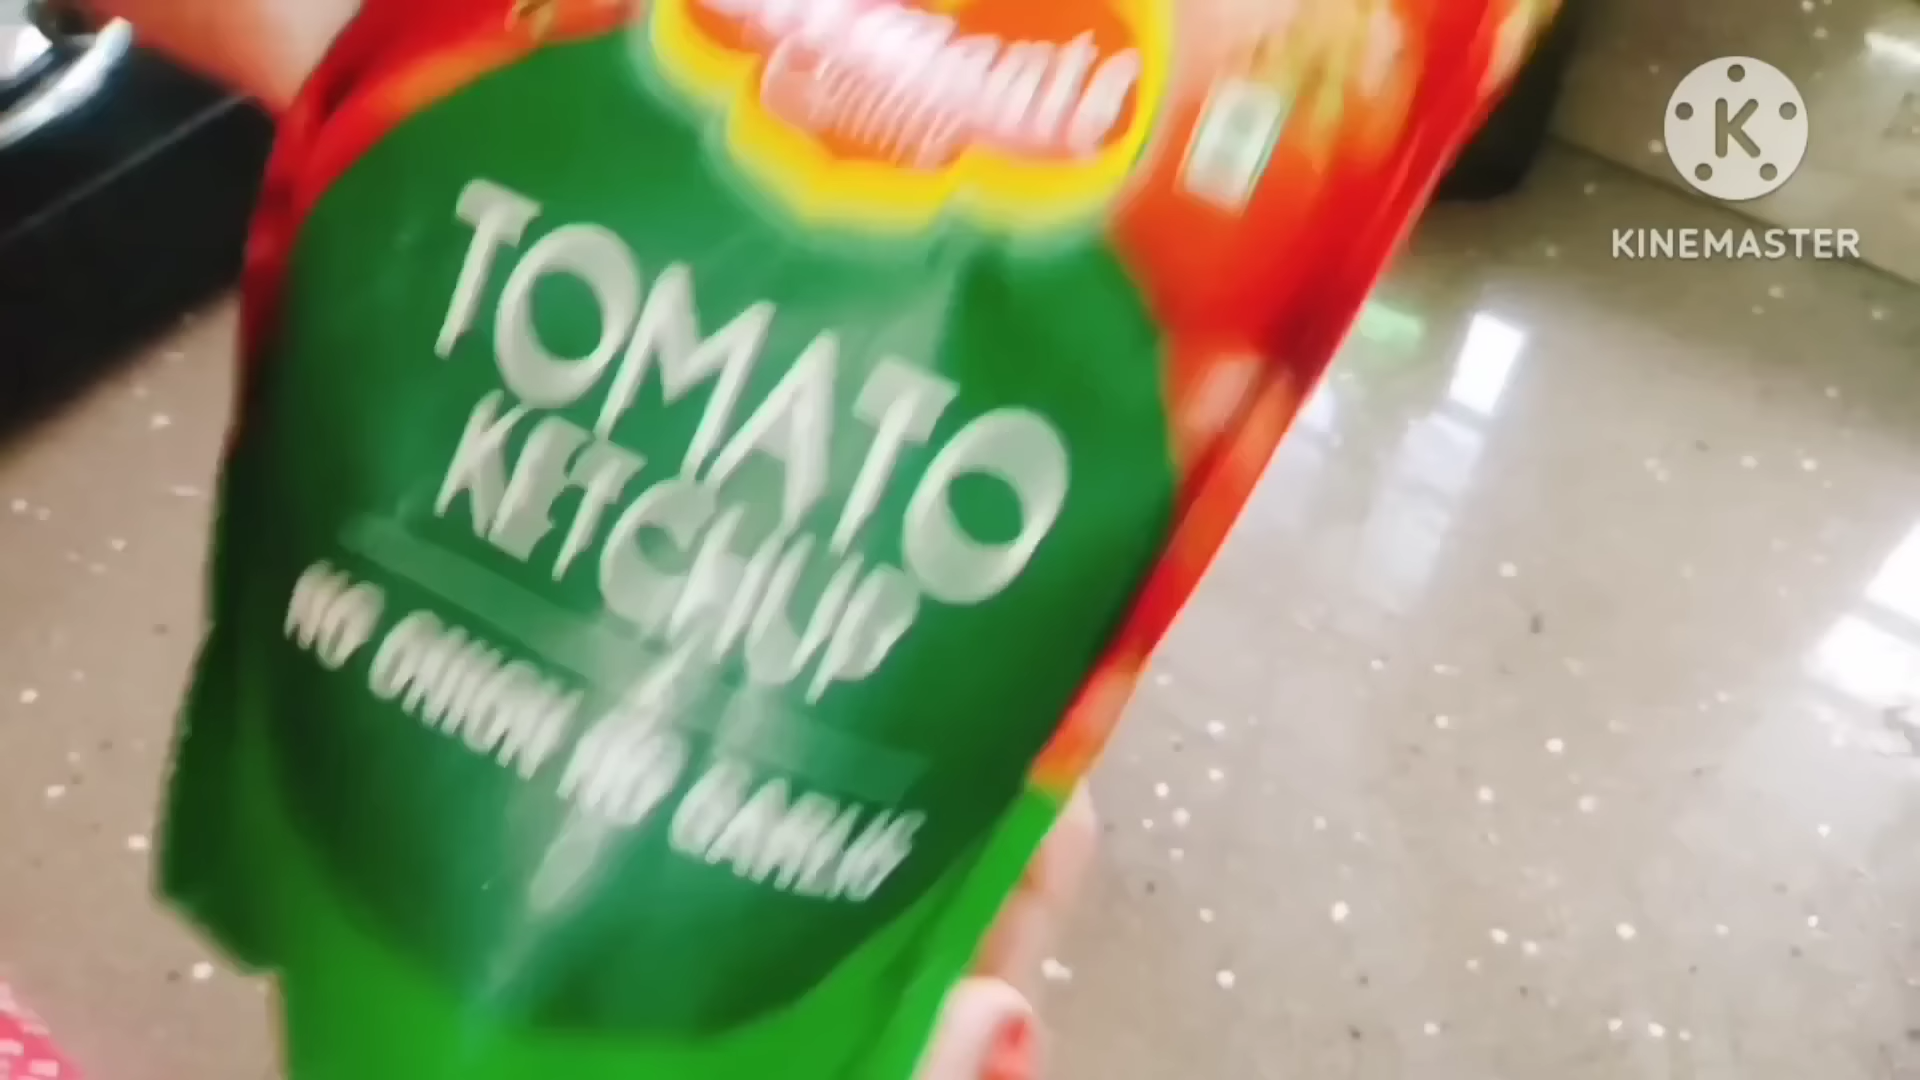 TOMATO
KETCHUP
NO ONION NO GARLIC
K
KINEMASTER